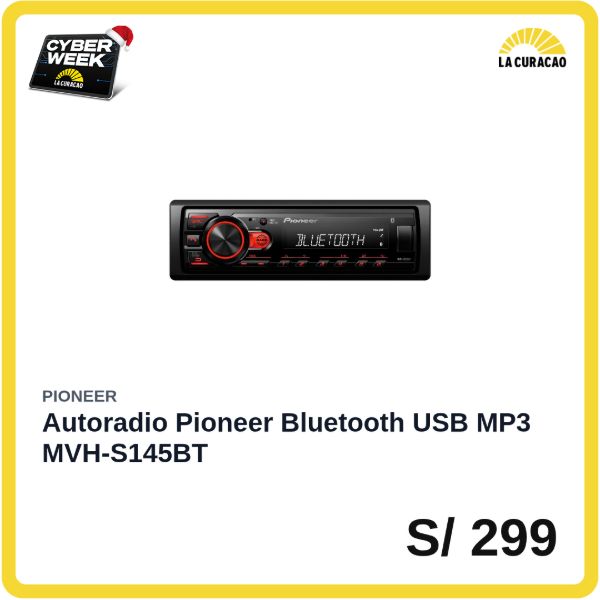 CYBER
WEEK
LA CURACAO
LA CURACAO
Pioneer
BLUETOOTH
PIONEER
Autoradio Pioneer Bluetooth USB MP3
MVH-S145BT
S/ 299